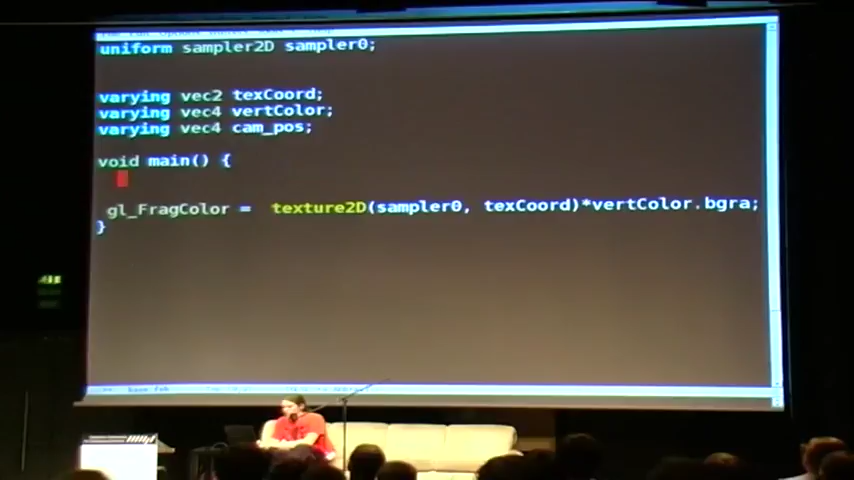 uniform sampler2D sampler0;
varying vec2 texCoord;
varying vec4 vertColor;
varying vec4 cam_pos;
void main() {
gl_FragColor = texture2D(sampler0, texCoord)*vertColor.bgra;
}